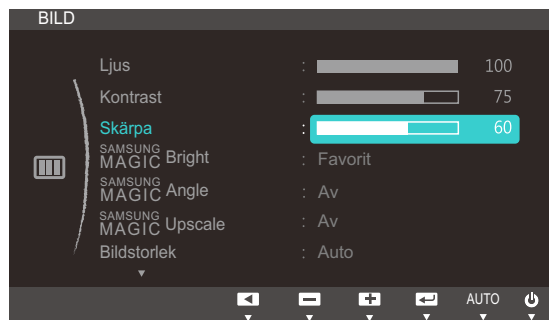 BILD
Ljus : 100
Kontrast : 75
Skärpa : 60
SAMSUNG MAGIC Bright : Favorit
SAMSUNG MAGIC Angle : Av
SAMSUNG MAGIC Upscale : Av
Bildstorlek : Auto
AUTO